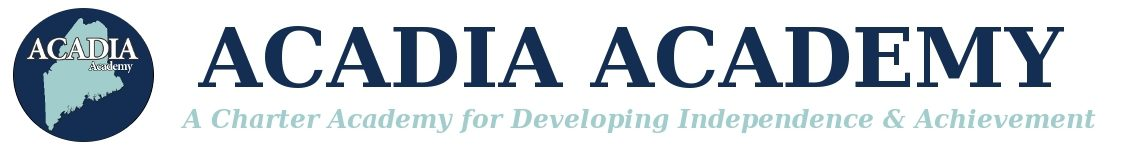 ACADIA
Academy
ACADIA ACADEMY
A Charter Academy for Developing Independence & Achievement